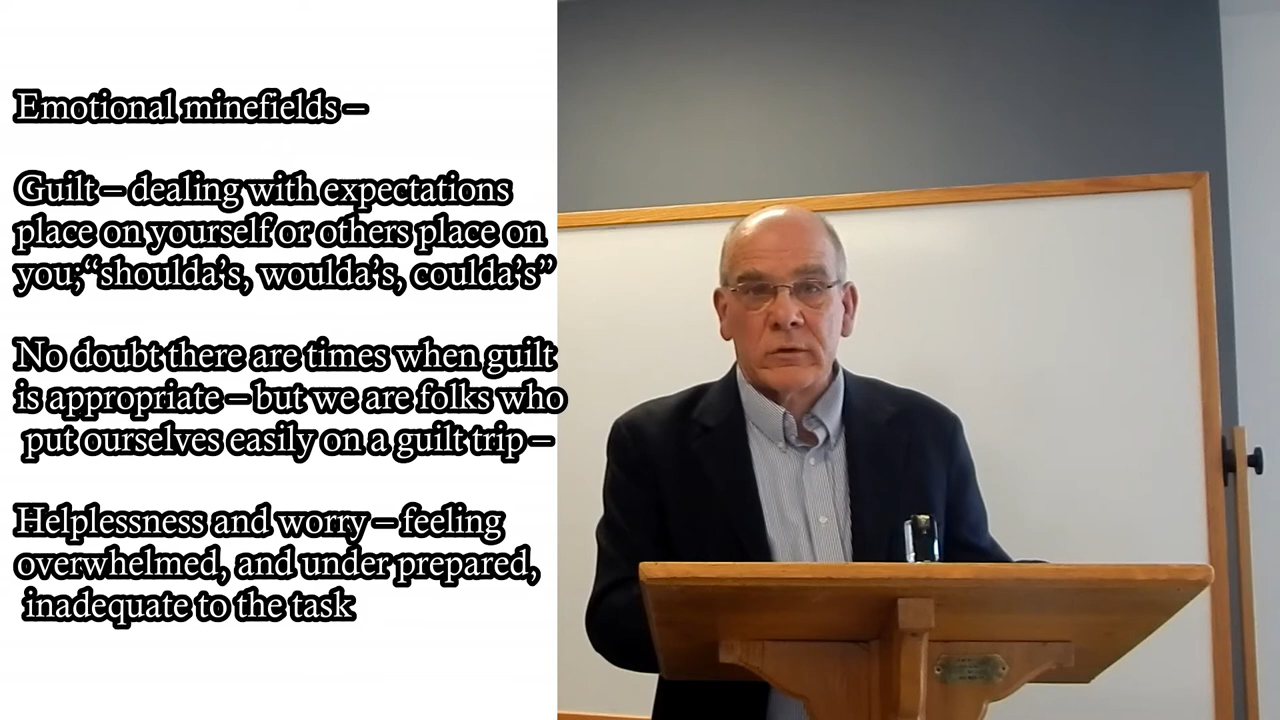 Emotional minefields –
Guilt – dealing with expectations
place on yourself or others place on
you;“shoulda’s, woulda’s, coulda’s”
No doubt there are times when guilt
is appropriate – but we are folks who
put ourselves easily on a guilt trip –
Helplessness and worry – feeling
overwhelmed, and under prepared,
inadequate to the task